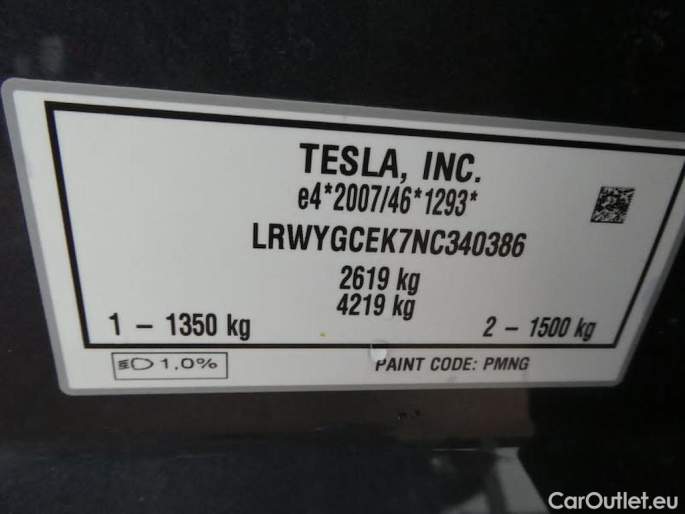 TESLA, INC.
e4*2007/46*1293*
LRWYGCEK7NC340386
2619 kg
4219 kg
1 - 1350 kg
2 - 1500 kg
1,0%
PAINT CODE: PMNG
CarOutlet.eu